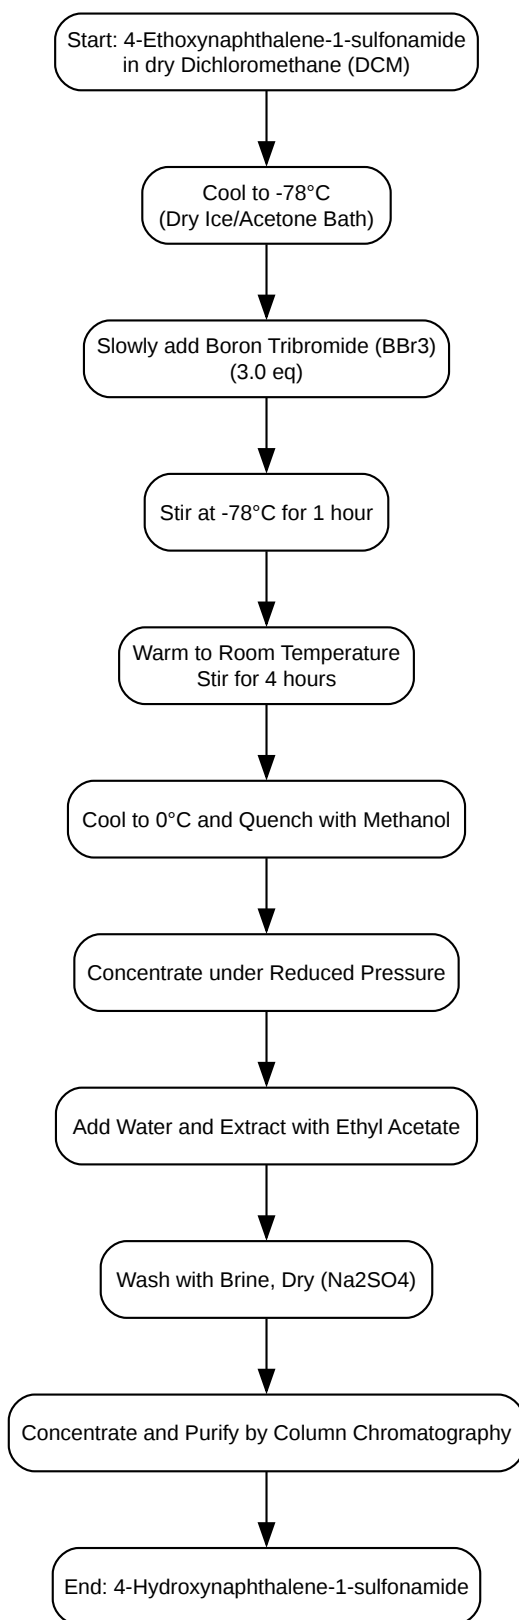 Start: 4-Ethoxynaphthalene-1-sulfonamide
in dry Dichloromethane (DCM)
Cool to -78°C
(Dry Ice/Acetone Bath)
Slowly add Boron Tribromide (BBr3)
(3.0 eq)
Stir at -78°C for 1 hour
Warm to Room Temperature
Stir for 4 hours
Cool to 0°C and Quench with Methanol
Concentrate under Reduced Pressure
Add Water and Extract with Ethyl Acetate
Wash with Brine, Dry (Na2SO4)
Concentrate and Purify by Column Chromatography
End: 4-Hydroxynaphthalene-1-sulfonamide